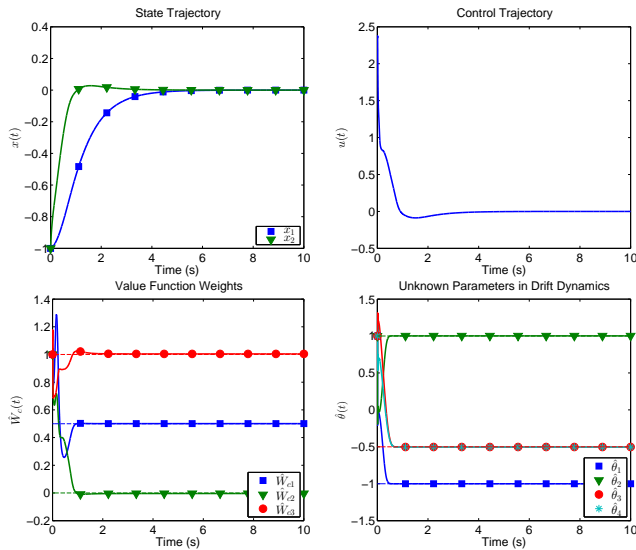 State Trajectory
0.4
0.2
0
−0.2
−0.4
−0.6
−0.8
−1
x(t)
x₁
x₂
0 2 4 6 8 10
Time (s)
Control Trajectory
2.5
2
1.5
1
0.5
0
−0.5
u(t)
0 2 4 6 8 10
Time (s)
Value Function Weights
1.4
1.2
1
0.8
0.6
0.4
0.2
0
−0.2
Ŵc(t)
Ŵc1
Ŵc2
Ŵc3
0 2 4 6 8 10
Time (s)
Unknown Parameters in Drift Dynamics
1.5
1
0.5
0
−0.5
−1
−1.5
θ̂(t)
θ̂₁
θ̂₂
θ̂₃
θ̂₄
0 2 4 6 8 10
Time (s)